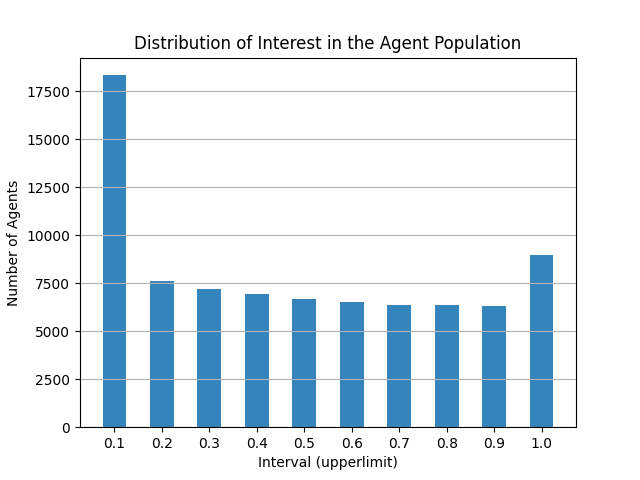 Distribution of Interest in the Agent Population
Number of Agents
17500
15000
12500
10000
7500
5000
2500
0
0.1 0.2 0.3 0.4 0.5 0.6 0.7 0.8 0.9 1.0
Interval (upperlimit)